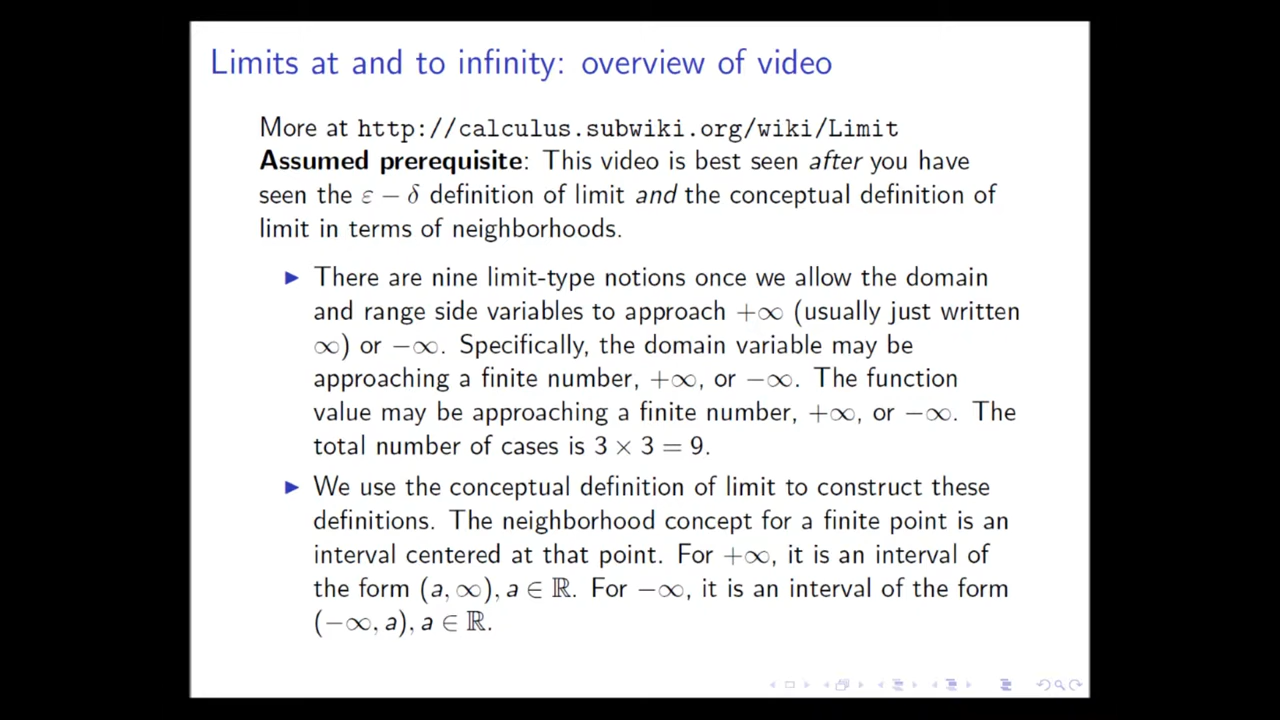 Limits at and to infinity: overview of video
More at http://calculus.subwiki.org/wiki/Limit
Assumed prerequisite: This video is best seen after you have
seen the ε − δ definition of limit and the conceptual definition of
limit in terms of neighborhoods.
▶ There are nine limit-type notions once we allow the domain
and range side variables to approach +∞ (usually just written
∞) or −∞. Specifically, the domain variable may be
approaching a finite number, +∞, or −∞. The function
value may be approaching a finite number, +∞, or −∞. The
total number of cases is 3 × 3 = 9.
▶ We use the conceptual definition of limit to construct these
definitions. The neighborhood concept for a finite point is an
interval centered at that point. For +∞, it is an interval of
the form (a, ∞), a ∈ ℝ. For −∞, it is an interval of the form
(−∞, a), a ∈ ℝ.